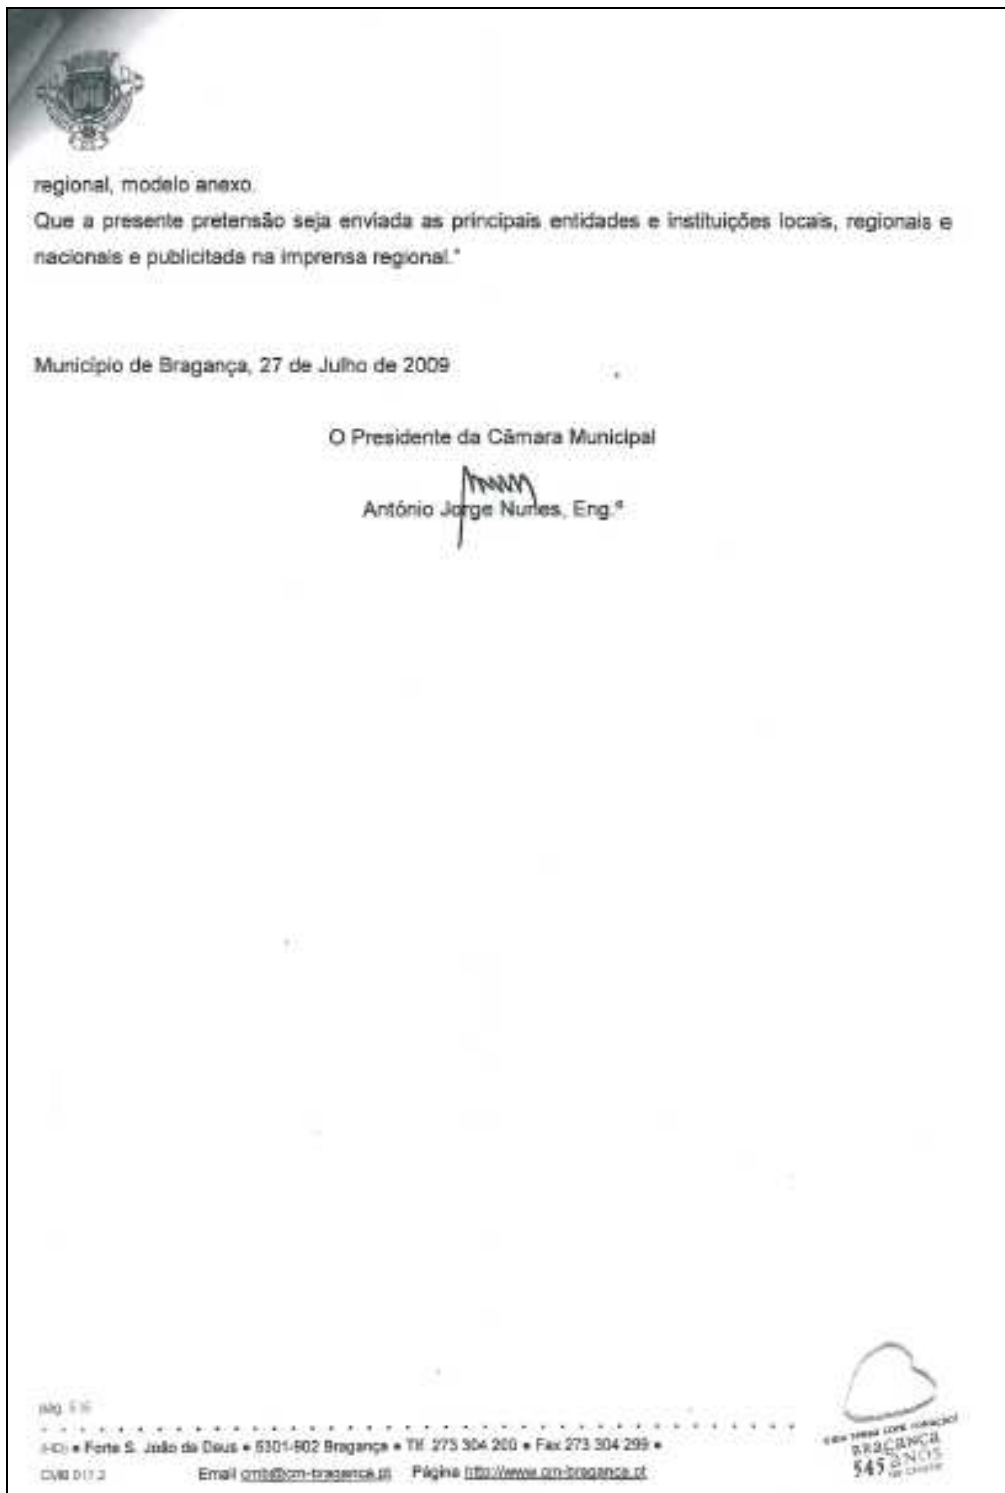 regional, modelo anexo.
Que a presente pretensão seja enviada as principais entidades e instituições locais, regionais e
nacionais e publicitada na imprensa regional."
Município de Bragança, 27 de Julho de 2009
O Presidente da Câmara Municipal
António Jorge Nunes, Eng.º
pág.
• Forte S. João de Deus • 5301-902 Bragança • Tlf. 273 304 200 • Fax 273 304 299 •
Email cmb@cm-braganca.pt Página http://www.cm-braganca.pt
BRAGANÇA
545 ANOS